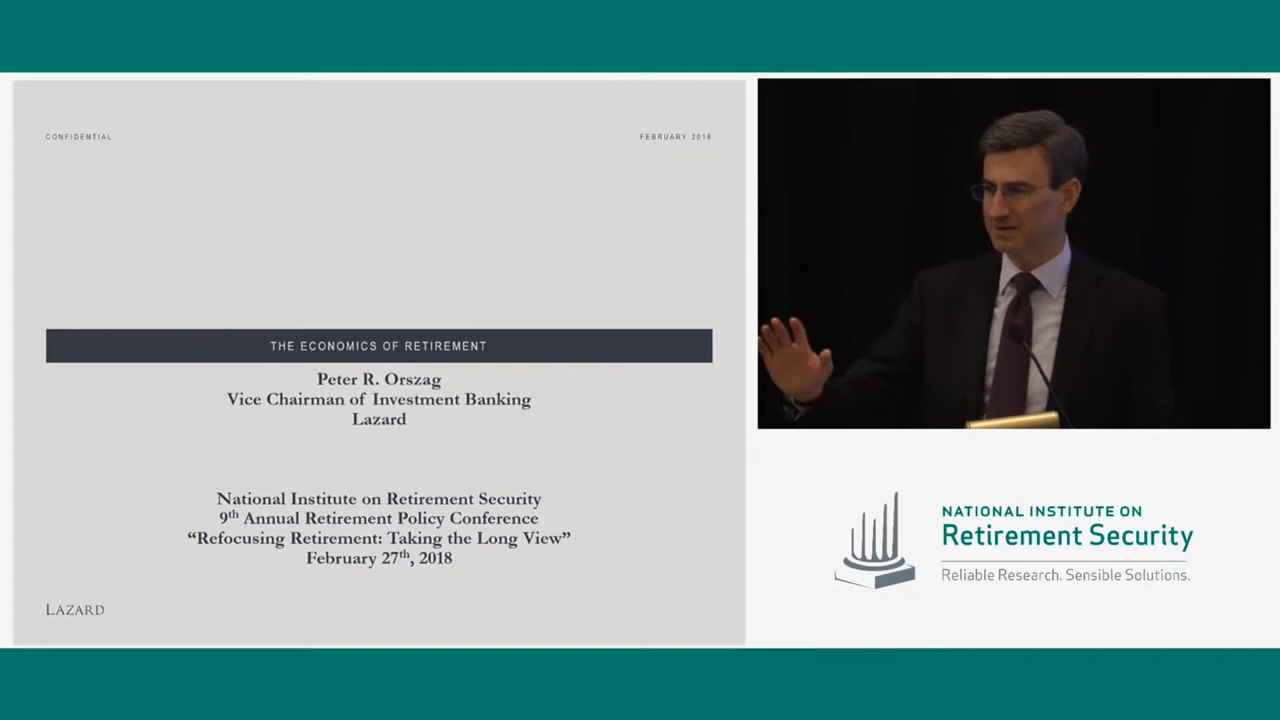 CONFIDENTIAL
FEBRUARY 2018
THE ECONOMICS OF RETIREMENT
Peter R. Orszag
Vice Chairman of Investment Banking
Lazard
National Institute on Retirement Security
9th Annual Retirement Policy Conference
“Refocusing Retirement: Taking the Long View”
February 27th, 2018
LAZARD
NATIONAL INSTITUTE ON
Retirement Security
Reliable Research. Sensible Solutions.